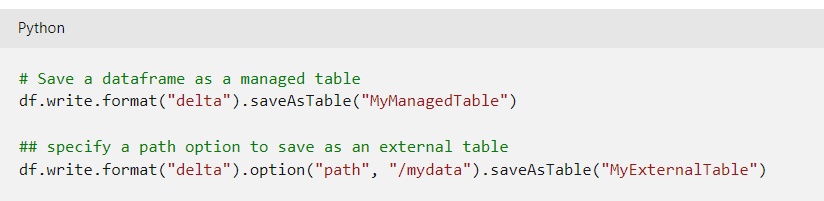 Python
# Save a dataframe as a managed table
df.write.format("delta").saveAsTable("MyManagedTable")
## specify a path option to save as an external table
df.write.format("delta").option("path", "/mydata").saveAsTable("MyExternalTable")